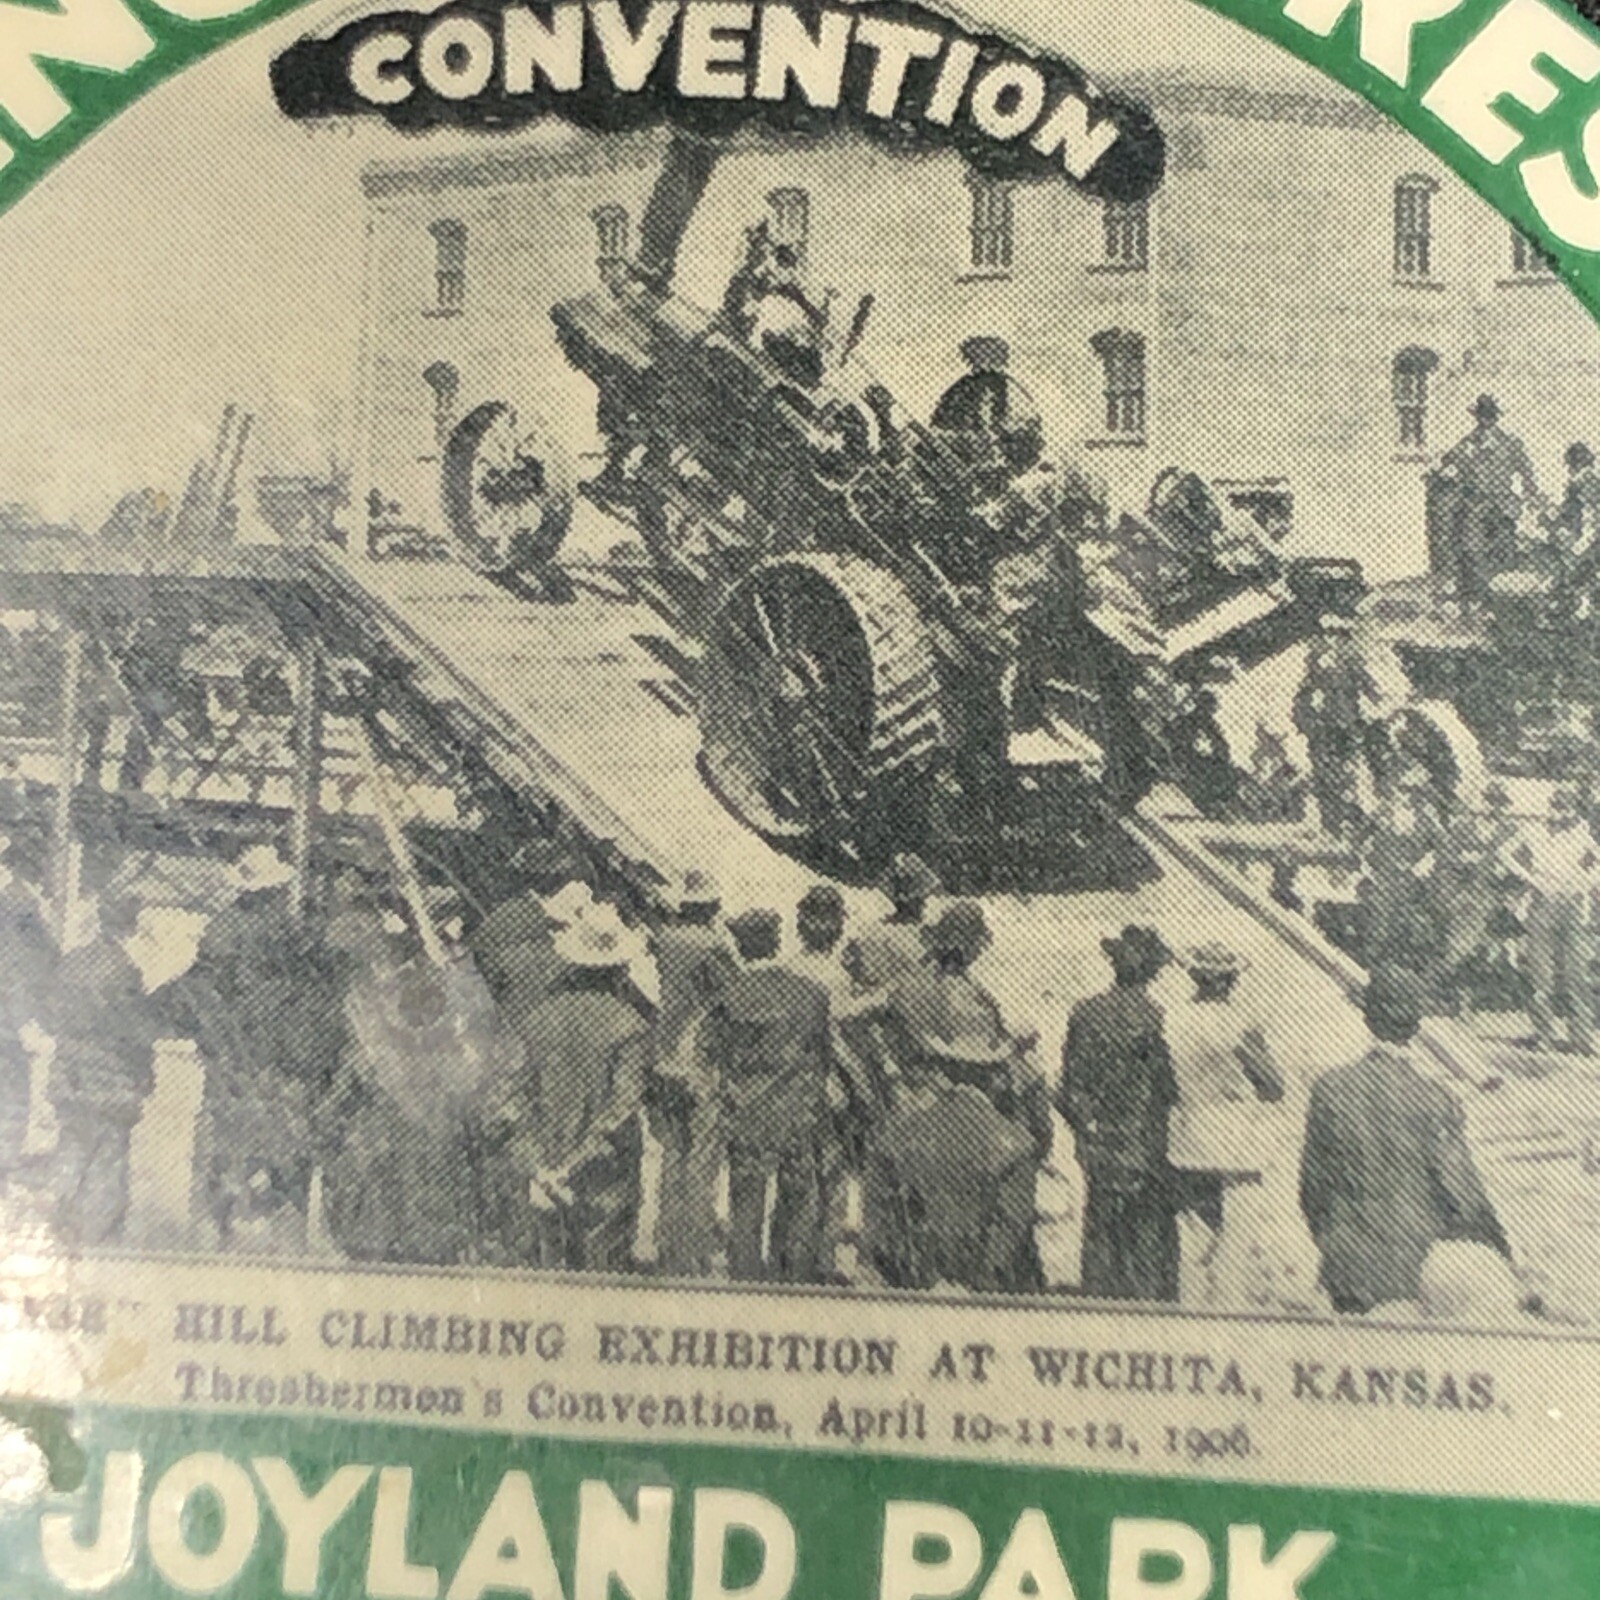 CONVENTION
HILL CLIMBING EXHIBITION AT WICHITA, KANSAS.
Threshermen's Convention, April 10-11-12, 1906.
JOYLAND PARK